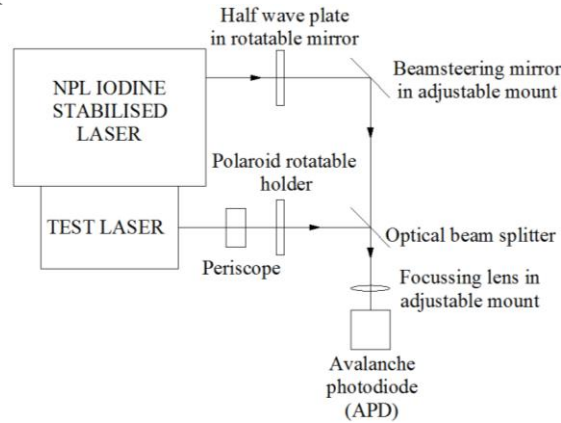 Half wave plate
in rotatable mirror
NPL IODINE
STABILISED
LASER
Beamsteering mirror
in adjustable mount
Polaroid rotatable
holder
TEST LASER
Periscope
Optical beam splitter
Focussing lens in
adjustable mount
Avalanche
photodiode
(APD)